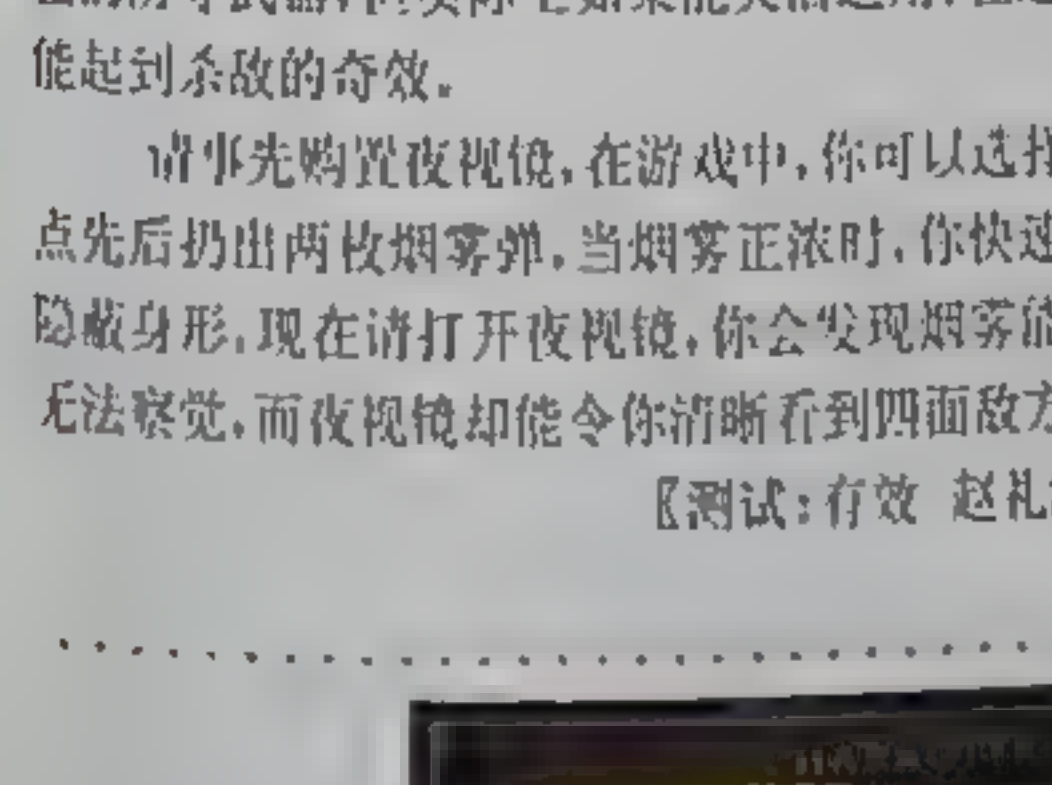 能起到杀敌的奇效。
请事先购置夜视镜,在游戏中,你可以选择
点先后扔出两枚烟雾弹,当烟雾正浓时,你快速
隐蔽身形,现在请打开夜视镜,你会发现烟雾能
无法察觉,而夜视镜却能令你清晰看到四面敌方
〖测试:有效 赵礼